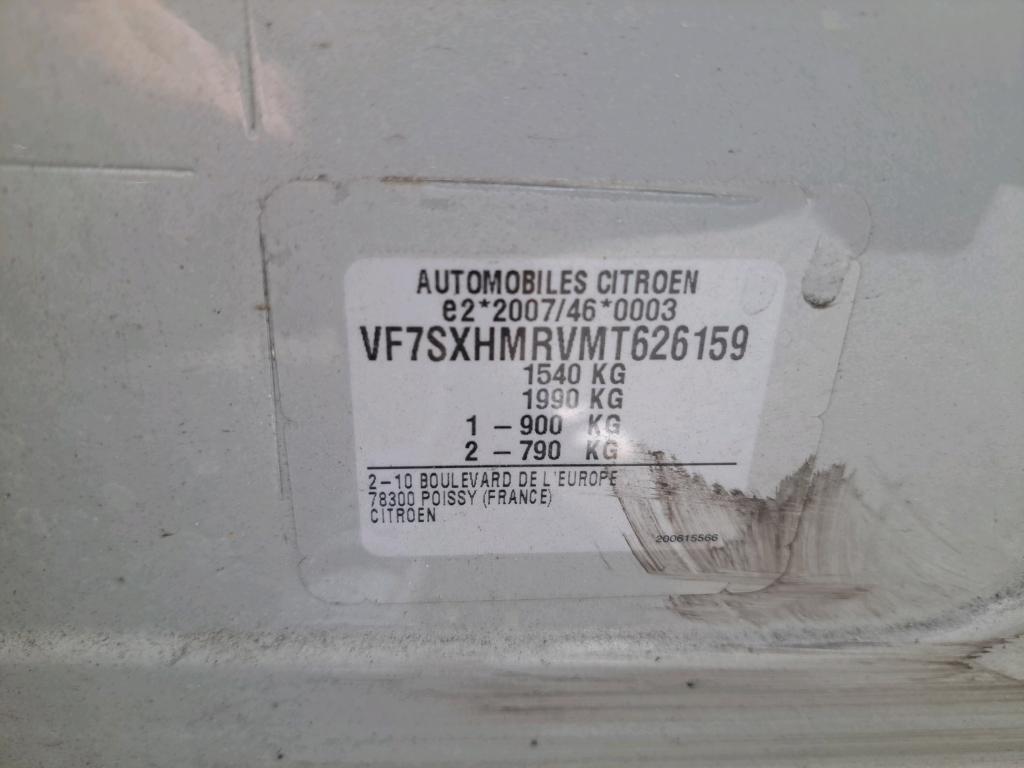 AUTOMOBILES CITROEN
e2*2007/46*0003
VF7SXHMRVMT626159
1540 KG
1990 KG
1 – 900 KG
2 – 790 KG
2–10 BOULEVARD DE L'EUROPE
78300 POISSY (FRANCE)
CITROEN
200615566